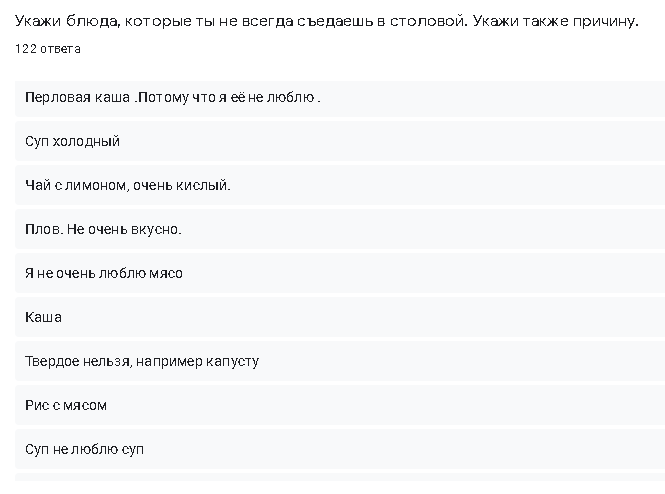 Укажи блюда, которые ты не всегда съедаешь в столовой. Укажи также причину.
122 ответа
Перловая каша .Потому что я её не люблю .
Суп холодный
Чай с лимоном, очень кислый.
Плов. Не очень вкусно.
Я не очень люблю мясо
Каша
Твердое нельзя, например капусту
Рис с мясом
Суп не люблю суп